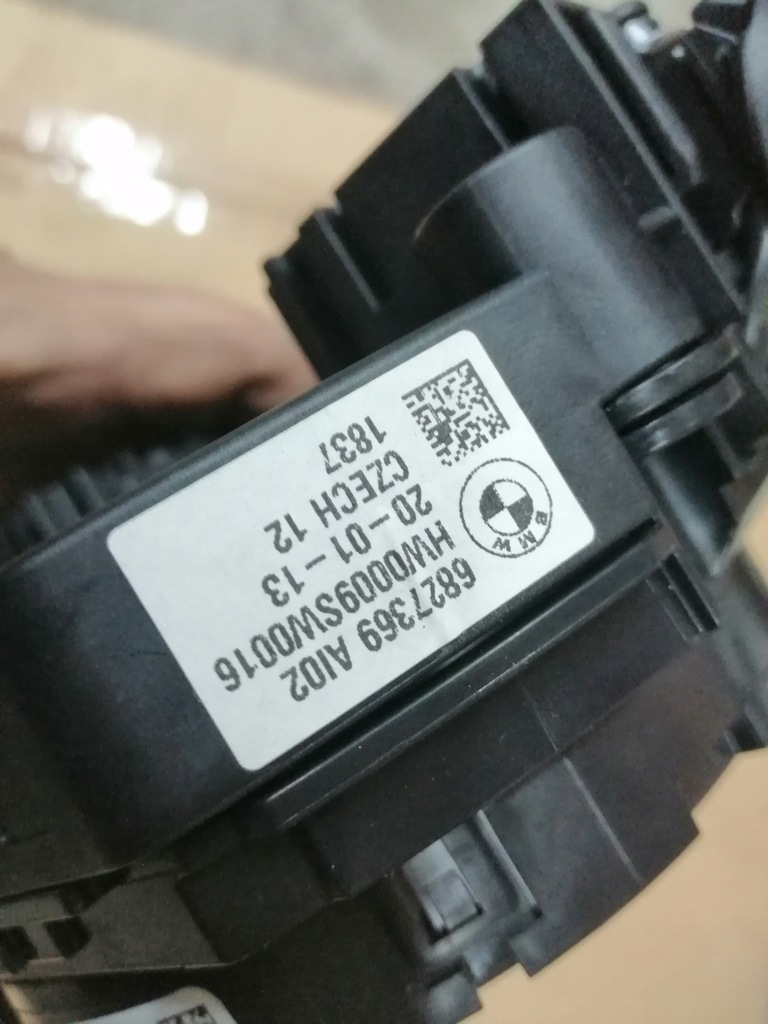 BMW
6827369 AI02
HW0009SW0016
20-01-13
CZECH 12
1837